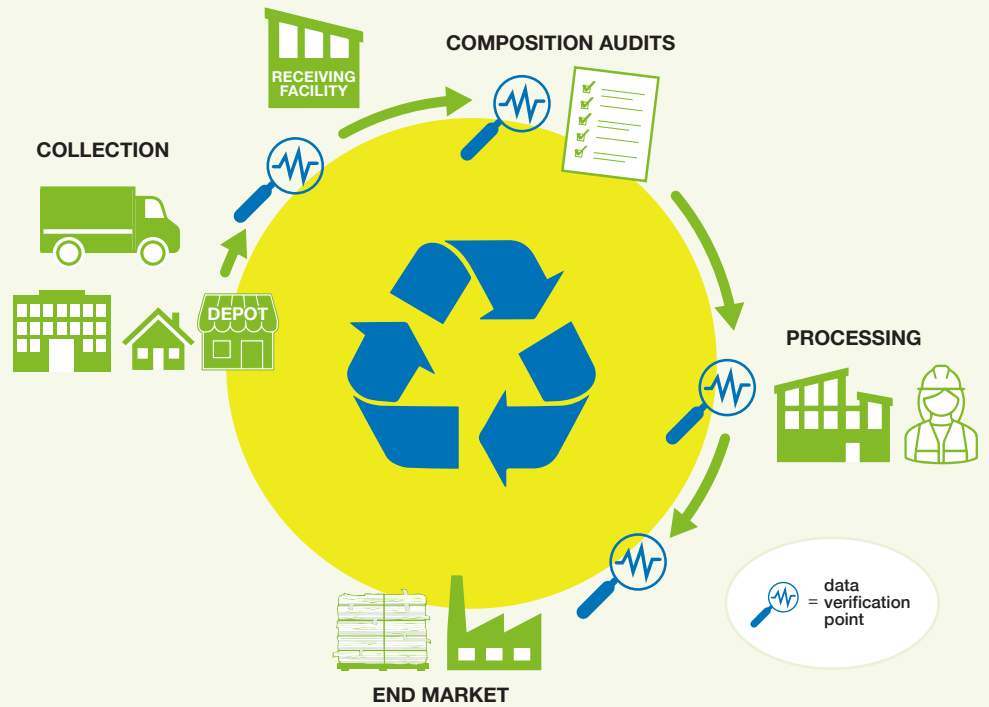 COMPOSITION AUDITS
RECEIVING
FACILITY
COLLECTION
DEPOT
PROCESSING
= data
verification
point
END MARKET